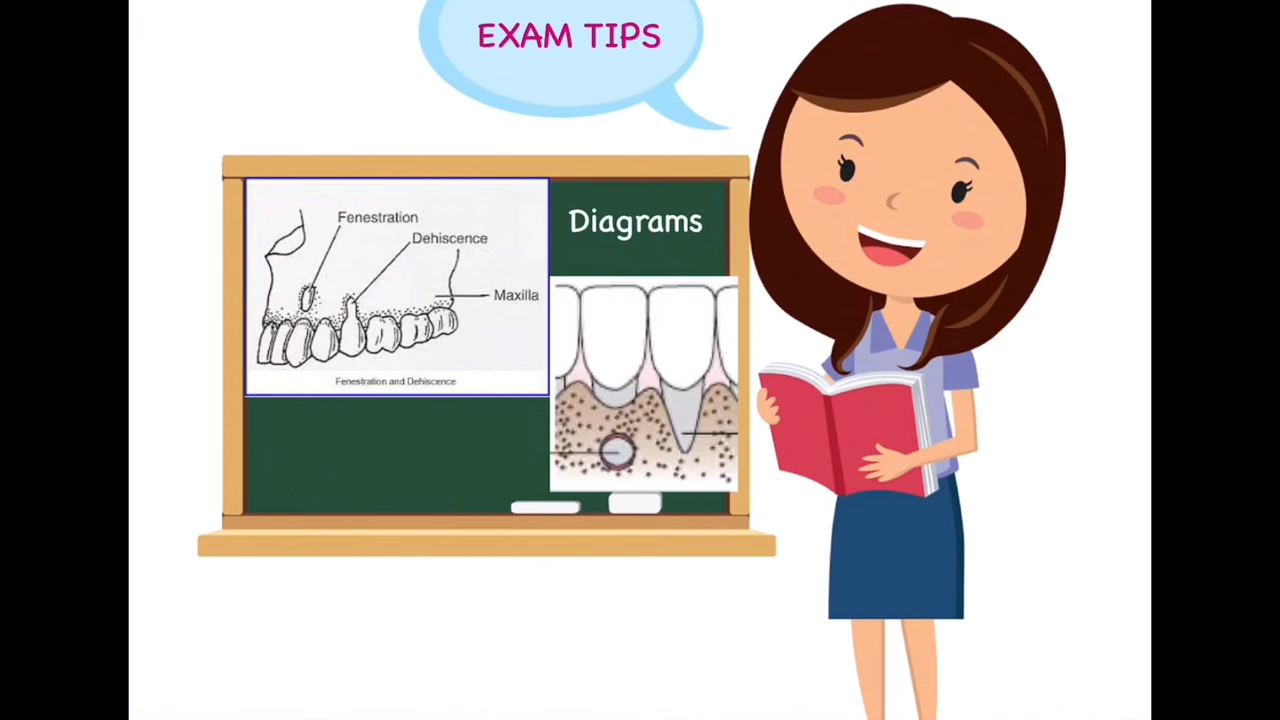 EXAM TIPS
Diagrams
Fenestration
Dehiscence
Maxilla
Fenestration and Dehiscence